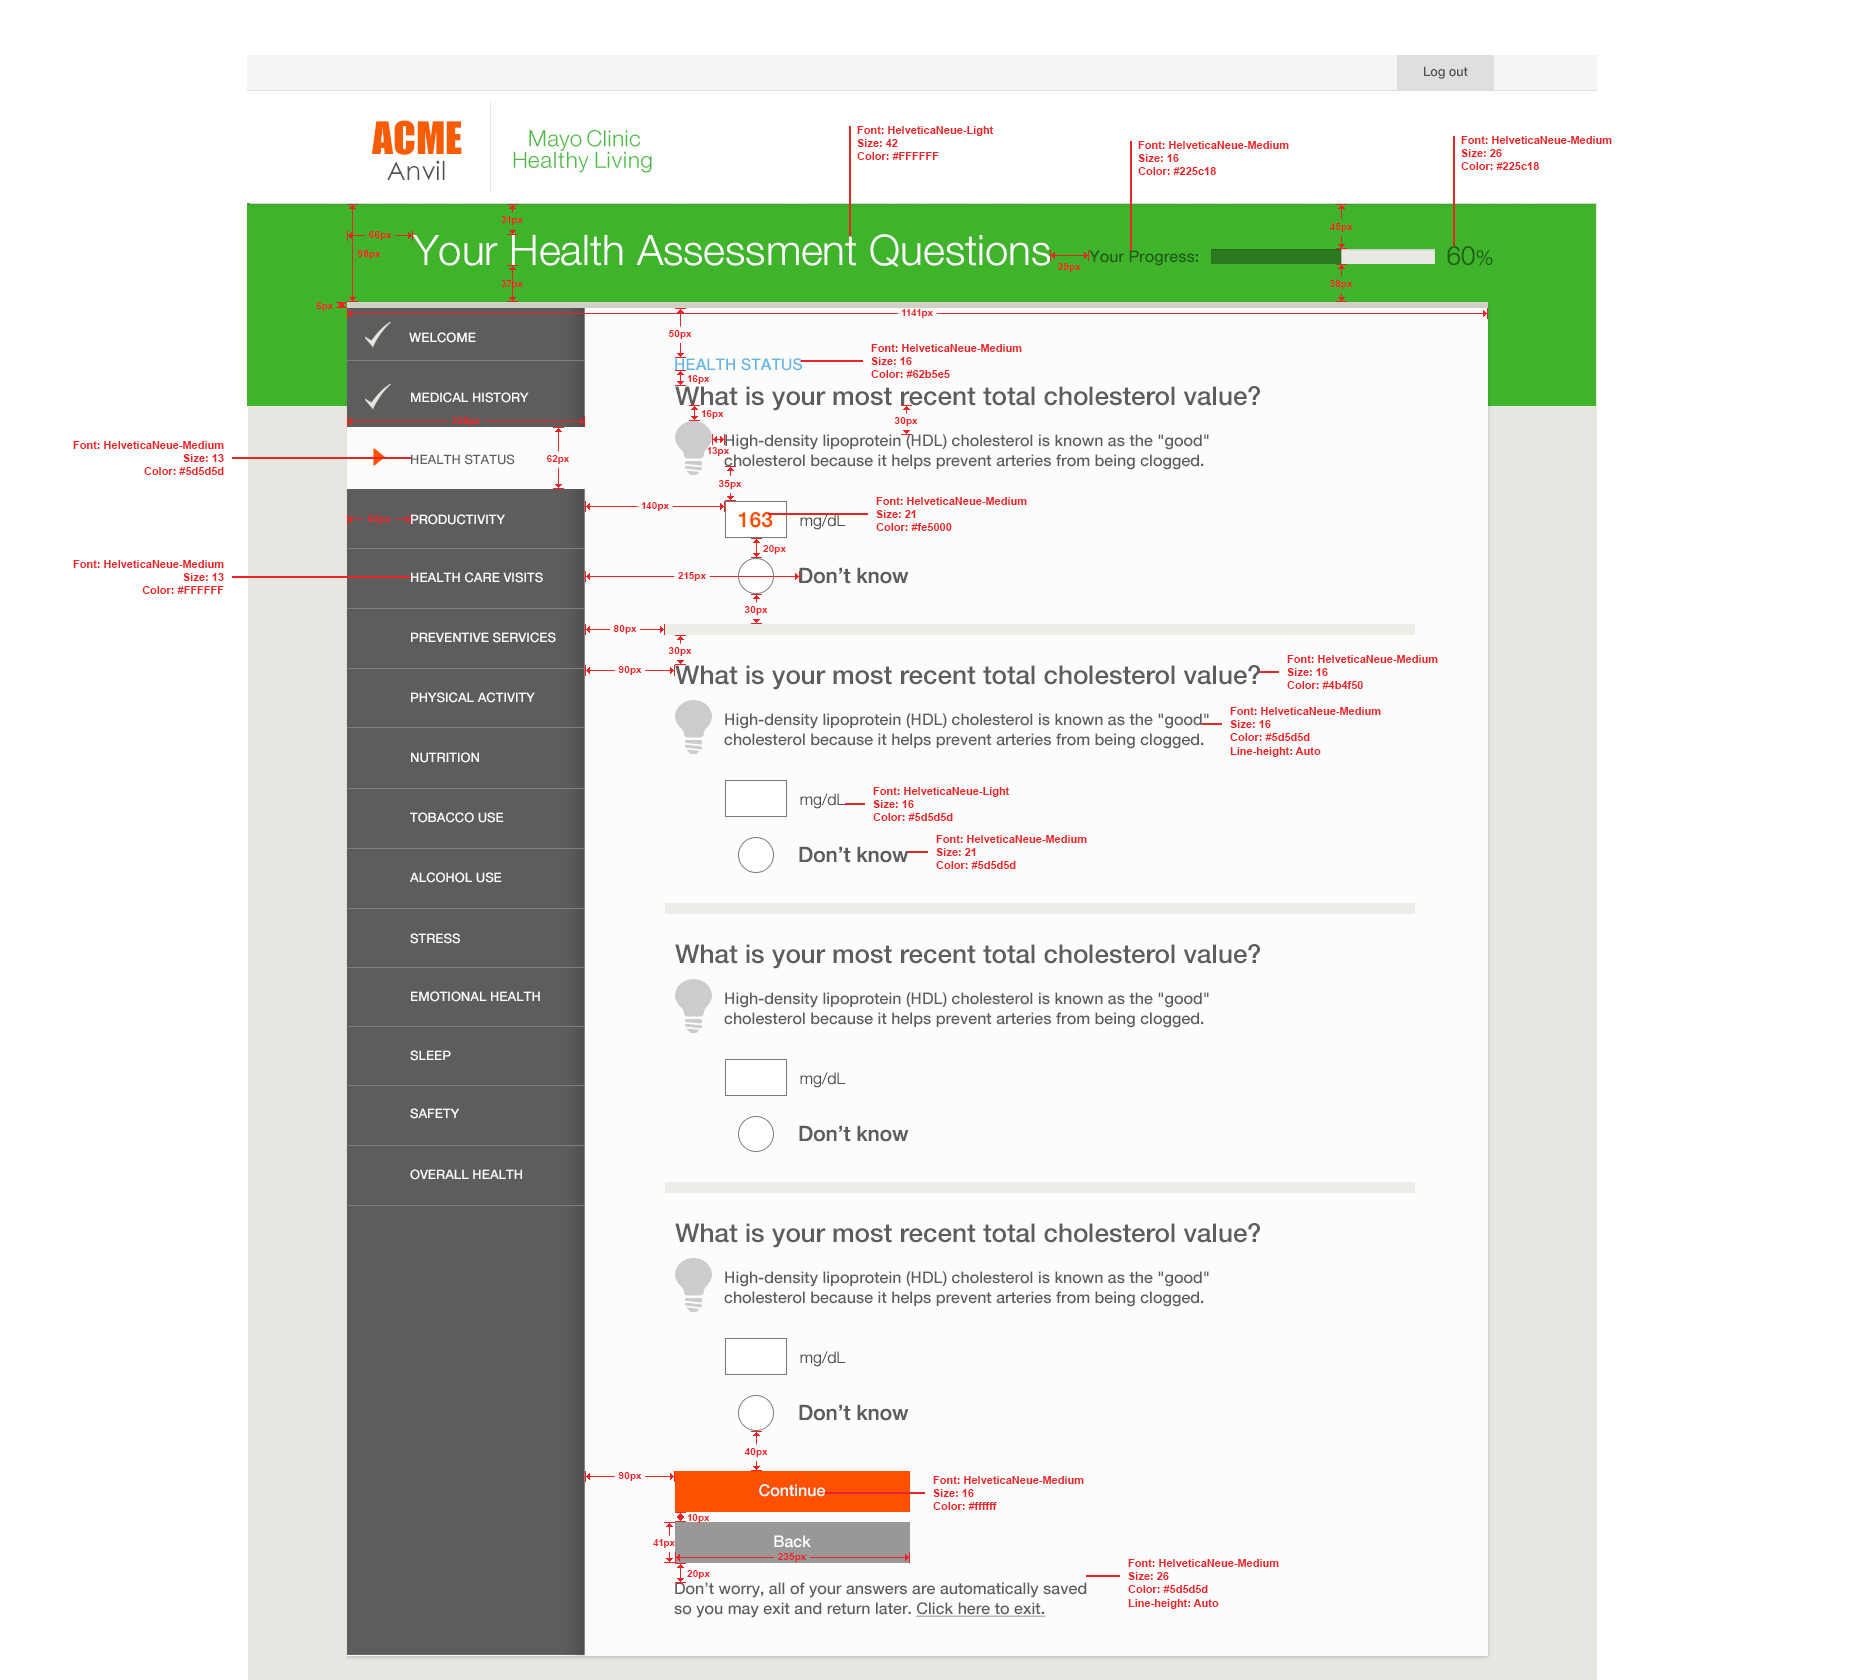 Log out
ACME
Anvil
Mayo Clinic
Healthy Living
Font: HelveticaNeue-Light
Size: 42
Color: #FFFFFF
Font: HelveticaNeue-Medium
Size: 16
Color: #225c18
Font: HelveticaNeue-Medium
Size: 26
Color: #225c18
31px
45px
66px
98px
Your Health Assessment Questions
39px
Your Progress:
60%
37px
38px
6px
1141px
WELCOME
50px
HEALTH STATUS
Font: HelveticaNeue-Medium
Size: 16
Color: #62b5e5
16px
MEDICAL HISTORY
What is your most recent total cholesterol value?
16px
30px
Font: HelveticaNeue-Medium
Size: 13
Color: #5d5d5d
HEALTH STATUS
62px
13px
High-density lipoprotein (HDL) cholesterol is known as the "good"
cholesterol because it helps prevent arteries from being clogged.
35px
PRODUCTIVITY
140px
163
mg/dL
Font: HelveticaNeue-Medium
Size: 21
Color: #fe5000
20px
Font: HelveticaNeue-Medium
Size: 13
Color: #FFFFFF
HEALTH CARE VISITS
215px
Don't know
30px
PREVENTIVE SERVICES
80px
30px
90px
What is your most recent total cholesterol value?
Font: HelveticaNeue-Medium
Size: 16
Color: #4b4f50
PHYSICAL ACTIVITY
High-density lipoprotein (HDL) cholesterol is known as the "good"
cholesterol because it helps prevent arteries from being clogged.
Font: HelveticaNeue-Medium
Size: 16
Color: #5d5d5d
Line-height: Auto
NUTRITION
mg/dL
Font: HelveticaNeue-Light
Size: 16
Color: #5d5d5d
TOBACCO USE
Don't know
Font: HelveticaNeue-Medium
Size: 21
Color: #5d5d5d
ALCOHOL USE
STRESS
What is your most recent total cholesterol value?
EMOTIONAL HEALTH
High-density lipoprotein (HDL) cholesterol is known as the "good"
cholesterol because it helps prevent arteries from being clogged.
SLEEP
mg/dL
SAFETY
Don't know
OVERALL HEALTH
What is your most recent total cholesterol value?
High-density lipoprotein (HDL) cholesterol is known as the "good"
cholesterol because it helps prevent arteries from being clogged.
mg/dL
Don't know
40px
90px
Continue
Font: HelveticaNeue-Medium
Size: 16
Color: #ffffff
10px
41px
Back
235px
20px
Don't worry, all of your answers are automatically saved
so you may exit and return later. Click here to exit.
Font: HelveticaNeue-Medium
Size: 26
Color: #5d5d5d
Line-height: Auto